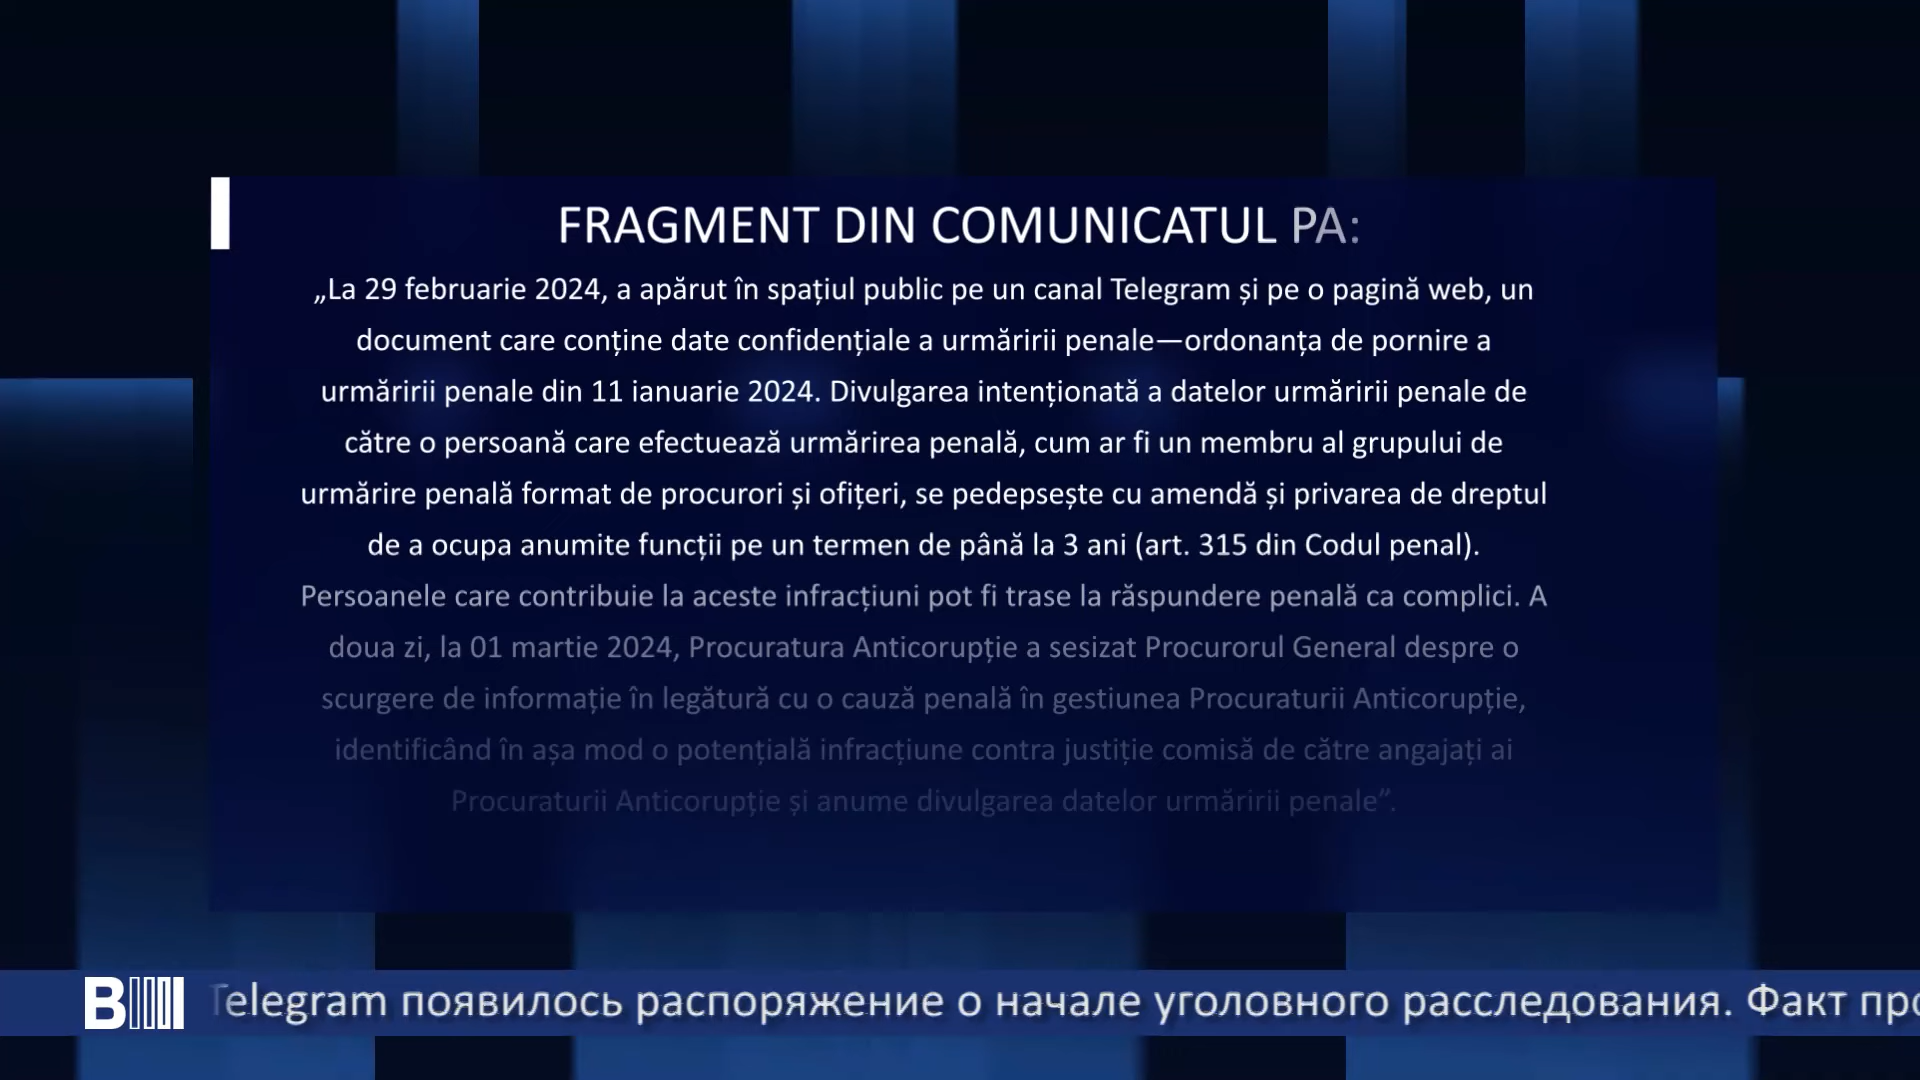 FRAGMENT DIN COMUNICATUL PA:
„La 29 februarie 2024, a apărut în spațiul public pe un canal Telegram și pe o pagină web, un
document care conține date confidențiale a urmăririi penale—ordonanța de pornire a
urmăririi penale din 11 ianuarie 2024. Divulgarea intenționată a datelor urmăririi penale de
către o persoană care efectuează urmărirea penală, cum ar fi un membru al grupului de
urmărire penală format de procurori și ofițeri, se pedepsește cu amendă și privarea de dreptul
de a ocupa anumite funcții pe un termen de până la 3 ani (art. 315 din Codul penal).
Persoanele care contribuie la aceste infracțiuni pot fi trase la răspundere penală ca complici. A
doua zi, la 01 martie 2024, Procuratura Anticorupție a sesizat Procurorul General despre o
scurgere de informație în legătură cu o cauză penală în gestiunea Procuraturii Anticorupție,
identificând în așa mod o potențială infracțiune contra justiție comisă de către angajați ai
Procuraturii Anticorupție și anume divulgarea datelor urmăririi penale”.
B Telegram появилось распоряжение о начале уголовного расследования. Факт